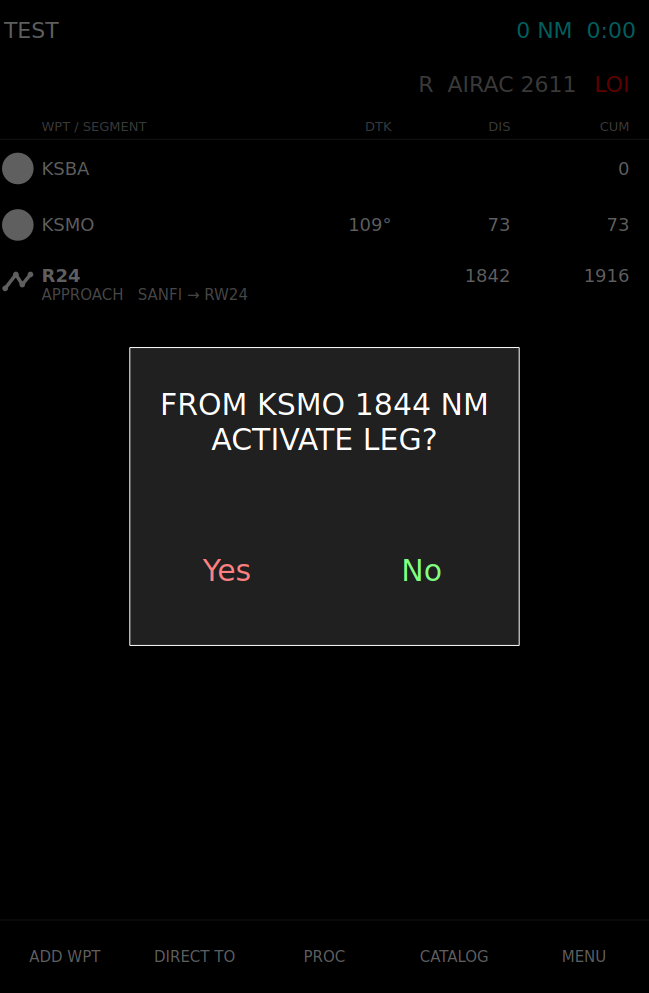 TEST 0 NM 0:00
R AIRAC 2611 LOI
WPT / SEGMENT DTK DIS CUM
KSBA 0
KSMO 109° 73 73
R24 1842 1916
APPROACH SANFI → RW24
FROM KSMO 1844 NM
ACTIVATE LEG?
Yes No
ADD WPT DIRECT TO PROC CATALOG MENU